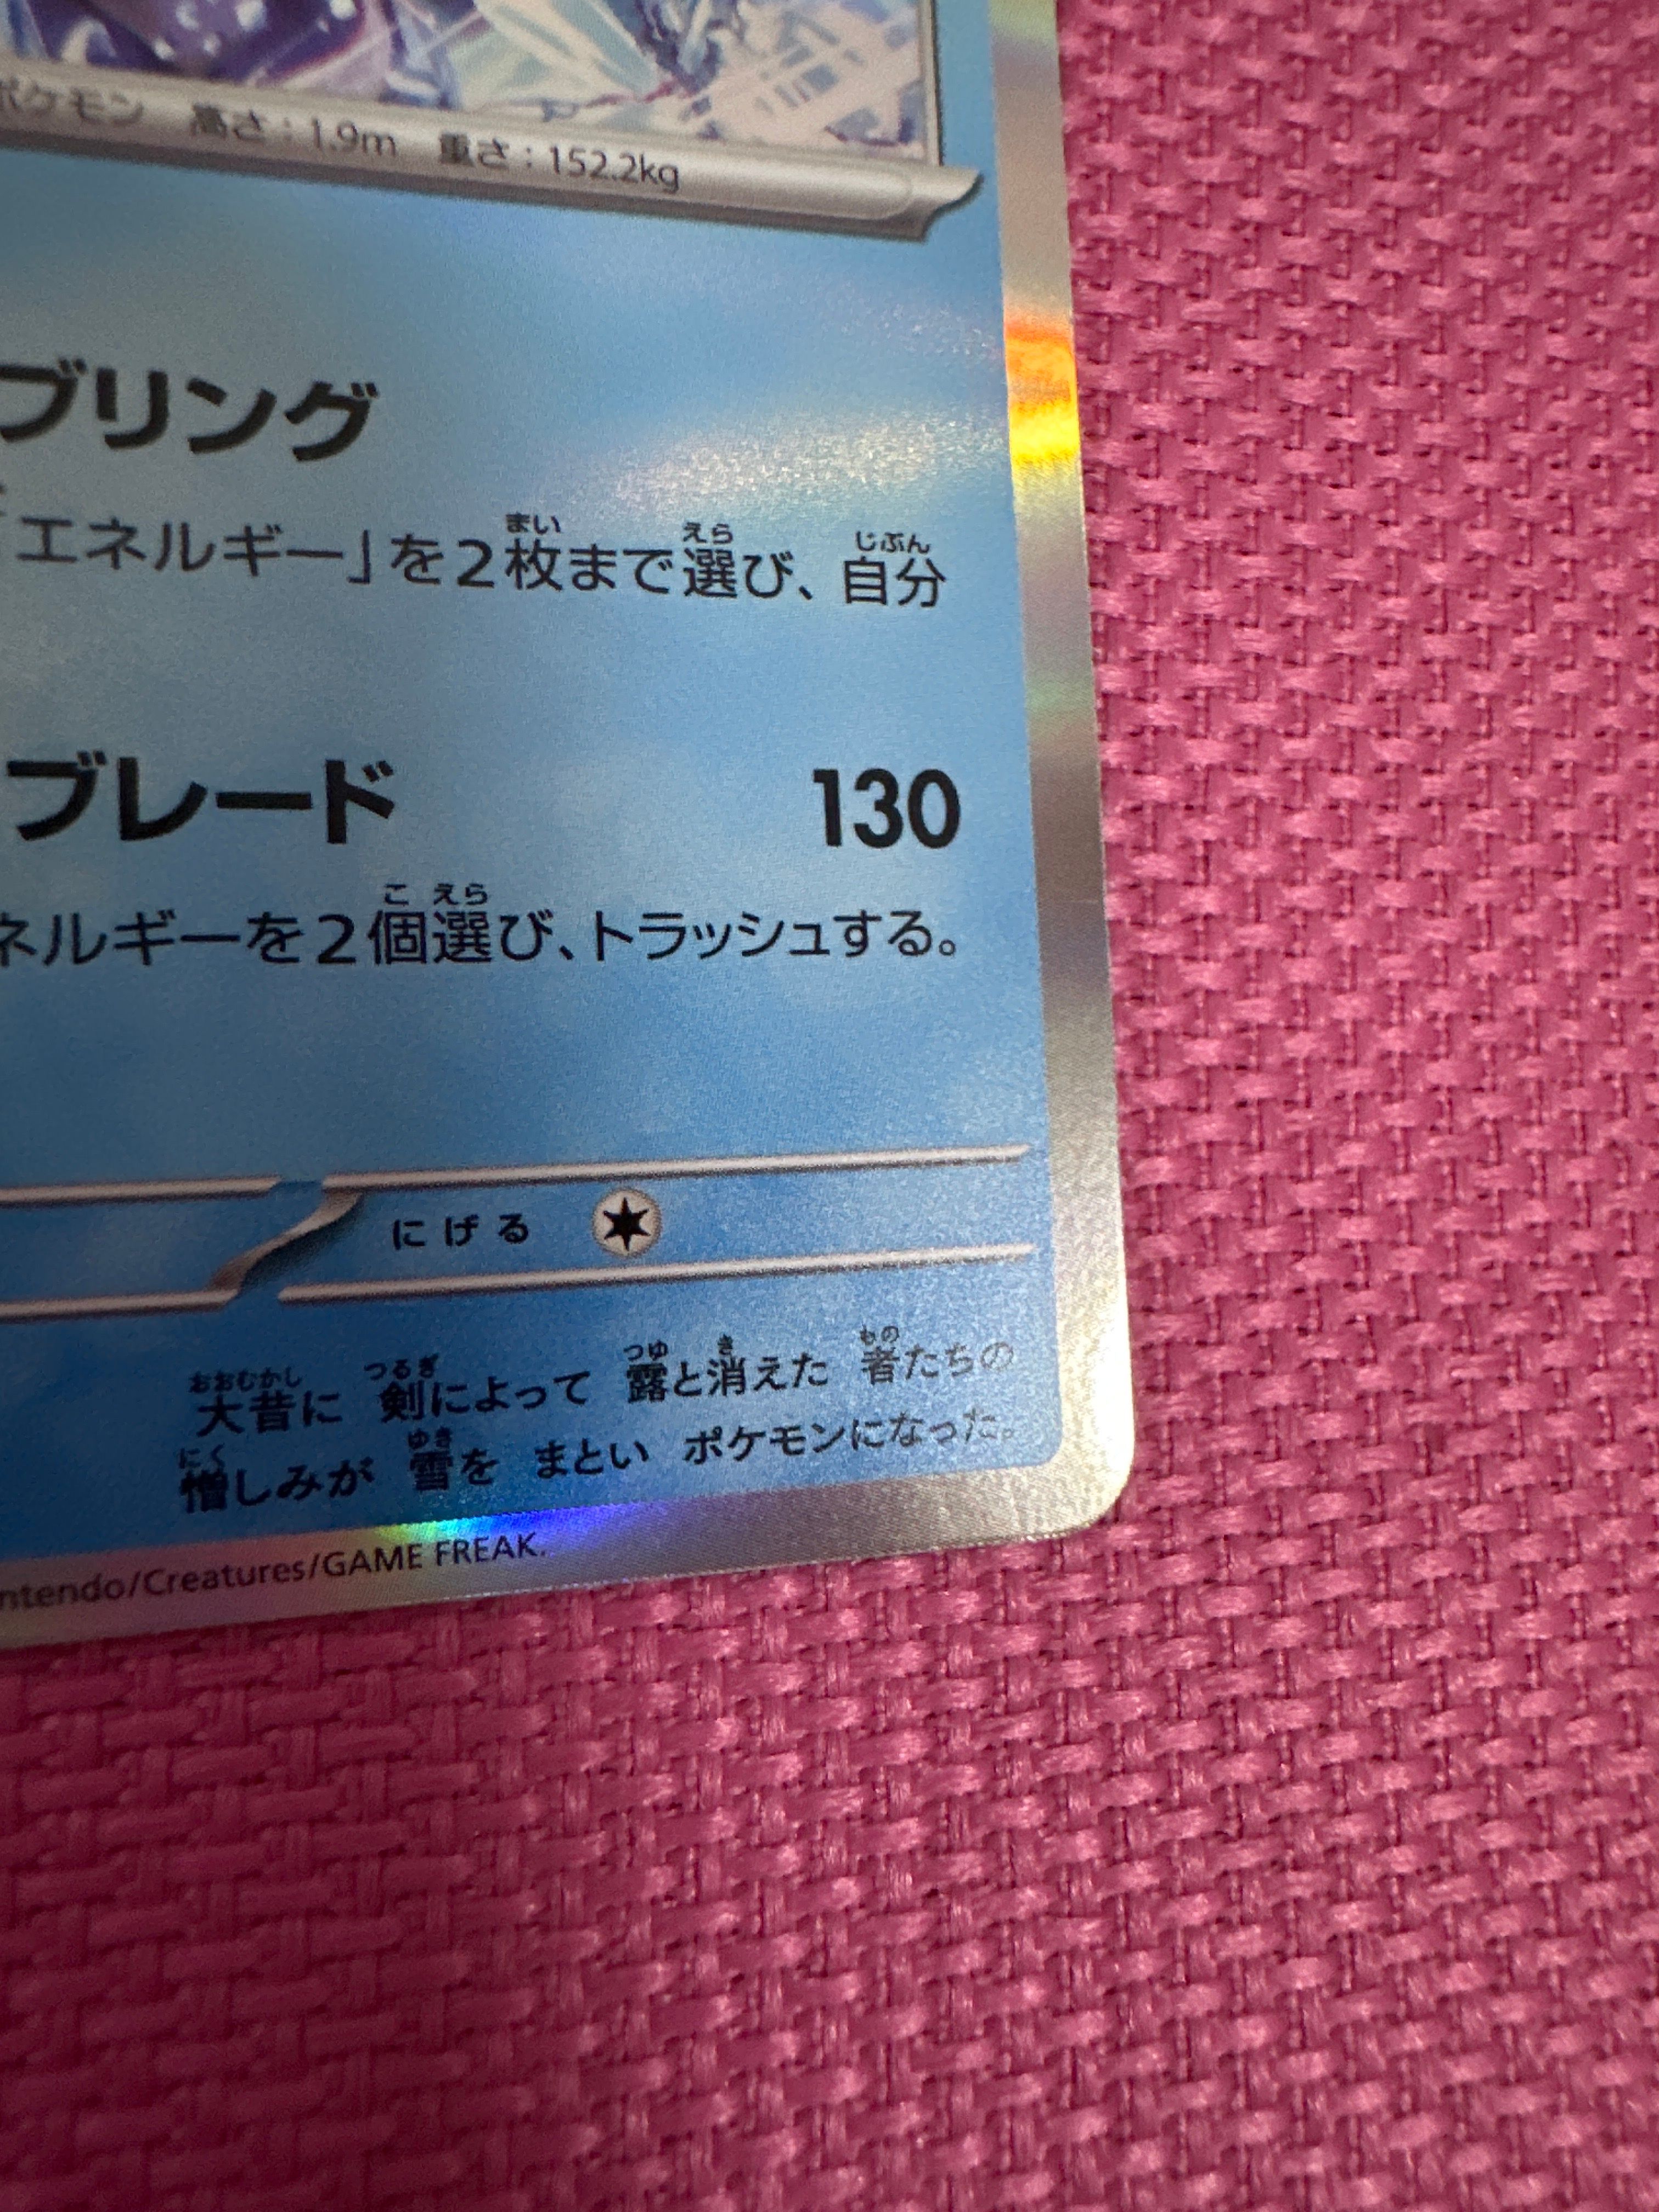 ポケモン 高さ：1.9m 重さ：152.2kg
ブリング
「エネルギー」を2枚まで選び、自分
まい えら じぶん
ブレード 130
ネルギーを2個選び、トラッシュする。
こ えら
にげる
大昔に 剣によって 露と消えた 者たちの
おおむかし つるぎ つゆ き もの
憎しみが 雪を まとい ポケモンになった。
にく ゆき
ntendo/Creatures/GAME FREAK.